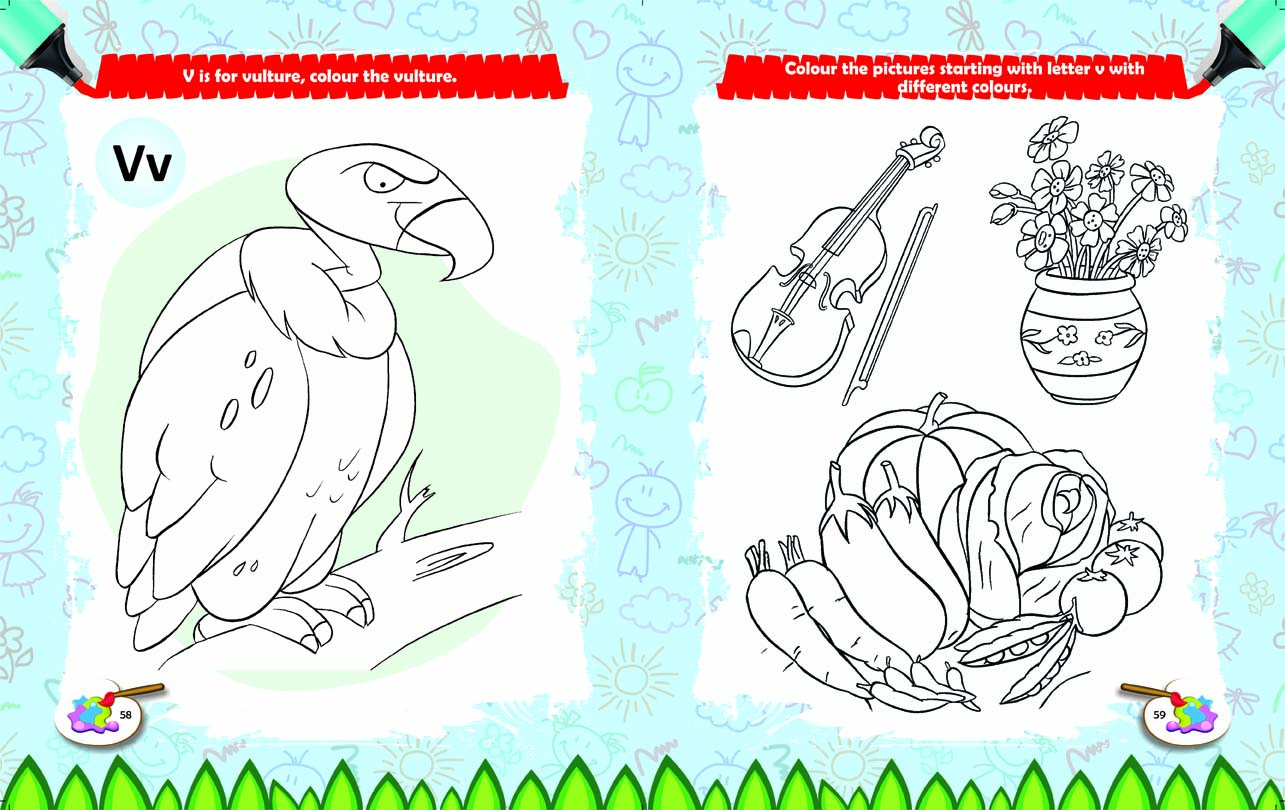 V is for vulture, colour the vulture.
Vv
58
Colour the pictures starting with letter v with
different colours.
59